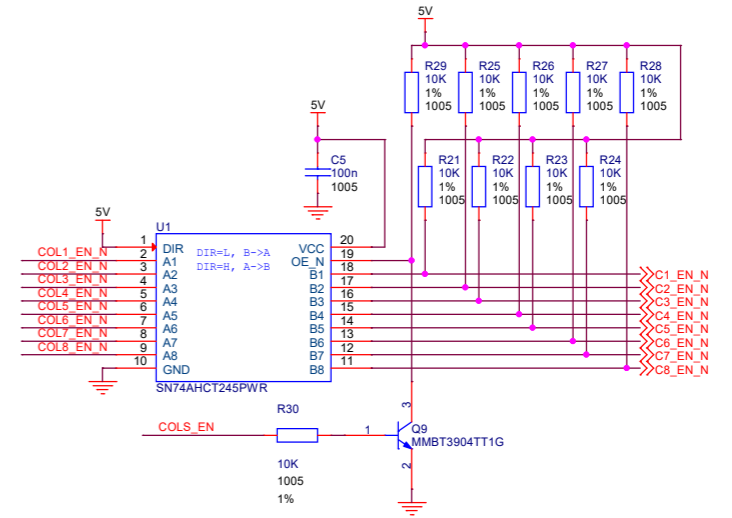 5V
R29
10K
1%
1005
R25
10K
1%
1005
R26
10K
1%
1005
R27
10K
1%
1005
R28
10K
1%
1005
5V
C5
100n
1005
R21
10K
1%
1005
R22
10K
1%
1005
R23
10K
1%
1005
R24
10K
1%
1005
5V
U1
DIR=L, B->A
DIR=H, A->B
1 DIR VCC 20
COL1_EN_N 2 A1 OE_N 19
COL2_EN_N 3 A2 B1 18 C1_EN_N
COL3_EN_N 4 A3 B2 17 C2_EN_N
COL4_EN_N 5 A4 B3 16 C3_EN_N
COL5_EN_N 6 A5 B4 15 C4_EN_N
COL6_EN_N 7 A6 B5 14 C5_EN_N
COL7_EN_N 8 A7 B6 13 C6_EN_N
COL8_EN_N 9 A8 B7 12 C7_EN_N
10 GND B8 11 C8_EN_N
SN74AHCT245PWR
R30
COLS_EN
10K
1005
1%
1
3
2
Q9
MMBT3904TT1G